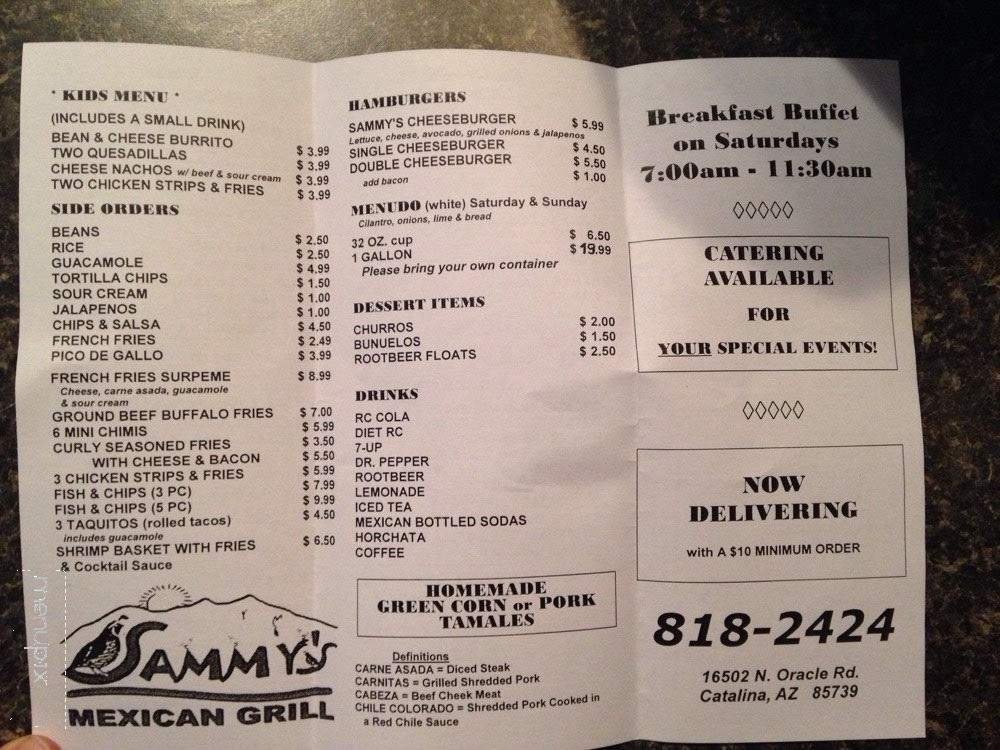 * KIDS MENU *
(INCLUDES A SMALL DRINK)
BEAN & CHEESE BURRITO $ 3.99
TWO QUESADILLAS $ 3.99
CHEESE NACHOS w/ beef & sour cream $ 3.99
TWO CHICKEN STRIPS & FRIES $ 3.99
SIDE ORDERS
BEANS $ 2.50
RICE $ 2.50
GUACAMOLE $ 4.99
TORTILLA CHIPS $ 1.50
SOUR CREAM $ 1.00
JALAPENOS $ 1.00
CHIPS & SALSA $ 4.50
FRENCH FRIES $ 2.49
PICO DE GALLO $ 3.99
FRENCH FRIES SURPEME $ 8.99
Cheese, carne asada, guacamole
& sour cream
GROUND BEEF BUFFALO FRIES $ 7.00
6 MINI CHIMIS $ 5.99
CURLY SEASONED FRIES $ 3.50
WITH CHEESE & BACON $ 5.50
3 CHICKEN STRIPS & FRIES $ 5.99
FISH & CHIPS (3 PC) $ 7.99
FISH & CHIPS (5 PC) $ 9.99
3 TAQUITOS (rolled tacos) $ 4.50
includes guacamole
SHRIMP BASKET WITH FRIES $ 6.50
& Cocktail Sauce
SAMMY'S
MEXICAN GRILL
menupix
HAMBURGERS
SAMMY'S CHEESEBURGER $ 5.99
Lettuce, cheese, avocado, grilled onions & jalapenos
SINGLE CHEESEBURGER $ 4.50
DOUBLE CHEESEBURGER $ 5.50
add bacon $ 1.00
MENUDO (white) Saturday & Sunday
Cilantro, onions, lime & bread
32 OZ. cup $ 6.50
1 GALLON $ 19.99
Please bring your own container
DESSERT ITEMS
CHURROS $ 2.00
BUNUELOS $ 1.50
ROOTBEER FLOATS $ 2.50
DRINKS
RC COLA
DIET RC
7-UP
DR. PEPPER
ROOTBEER
LEMONADE
ICED TEA
MEXICAN BOTTLED SODAS
HORCHATA
COFFEE
HOMEMADE
GREEN CORN or PORK
TAMALES
Definitions
CARNE ASADA = Diced Steak
CARNITAS = Grilled Shredded Pork
CABEZA = Beef Cheek Meat
CHILE COLORADO = Shredded Pork Cooked in
a Red Chile Sauce
Breakfast Buffet
on Saturdays
7:00am - 11:30am
CATERING
AVAILABLE
FOR
YOUR SPECIAL EVENTS!
NOW
DELIVERING
with A $10 MINIMUM ORDER
818-2424
16502 N. Oracle Rd.
Catalina, AZ 85739